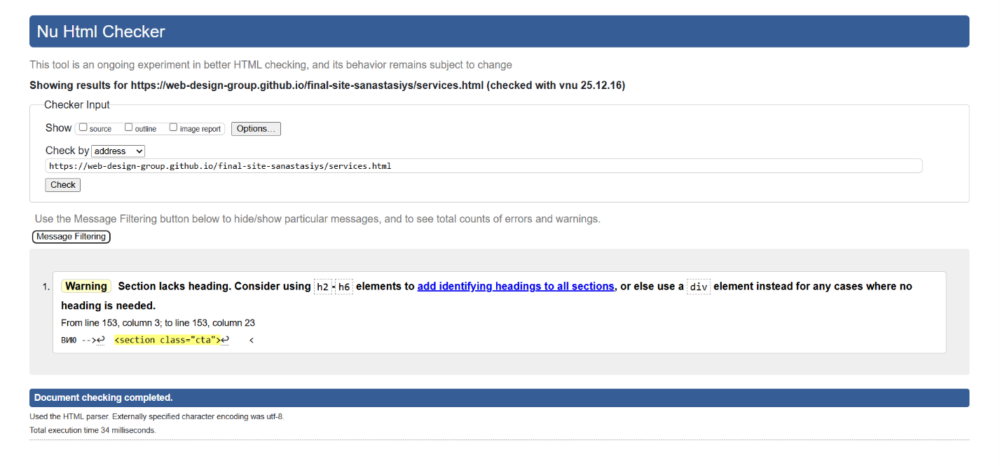 Nu Html Checker
This tool is an ongoing experiment in better HTML checking, and its behavior remains subject to change
Showing results for https://web-design-group.github.io/final-site-sanastasiys/services.html (checked with vnu 25.12.16)
Checker Input
Show source outline image report Options...
Check by address
https://web-design-group.github.io/final-site-sanastasiys/services.html
Check
Use the Message Filtering button below to hide/show particular messages, and to see total counts of errors and warnings.
Message Filtering
1. Warning Section lacks heading. Consider using h2-h6 elements to add identifying headings to all sections, or else use a div element instead for any cases where no
heading is needed.
From line 153, column 3; to line 153, column 23
вию -->↩ <section class="cta">↩ <
Document checking completed.
Used the HTML parser. Externally specified character encoding was utf-8.
Total execution time 34 milliseconds.